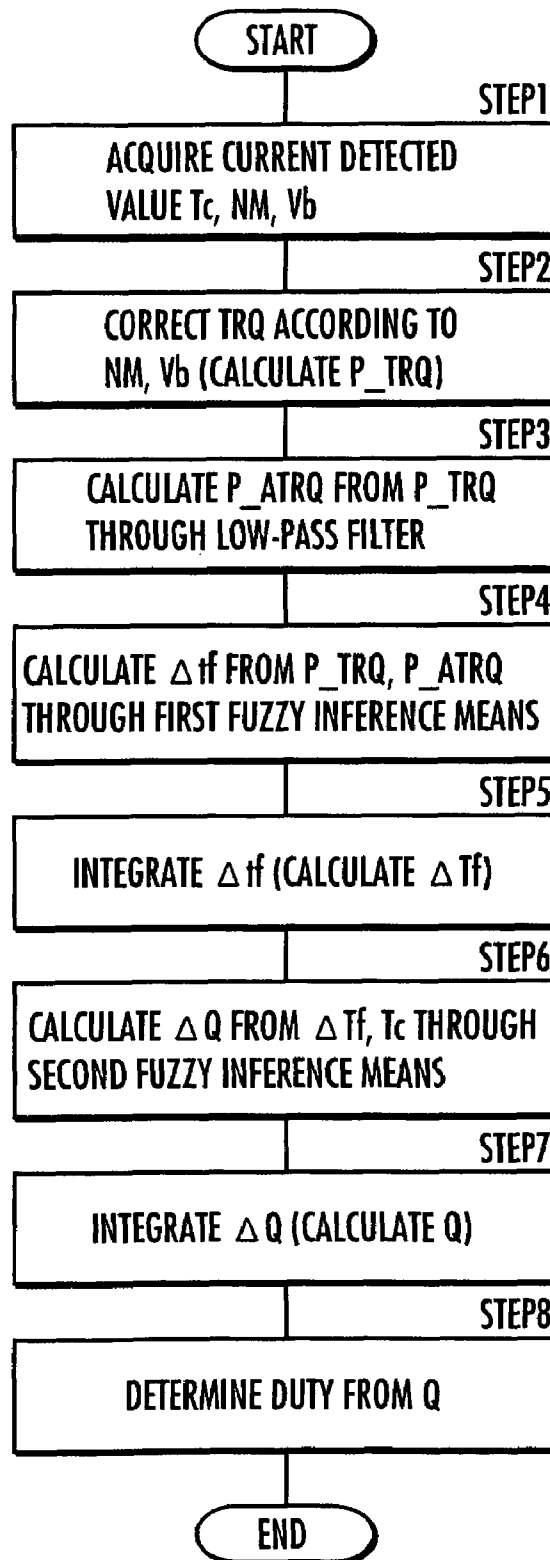 START
STEP1
ACQUIRE CURRENT DETECTED
VALUE Tc, NM, Vb
STEP2
CORRECT TRQ ACCORDING TO
NM, Vb (CALCULATE P_TRQ)
STEP3
CALCULATE P_ATRQ FROM P_TRQ
THROUGH LOW-PASS FILTER
STEP4
CALCULATE △tf FROM P_TRQ, P_ATRQ
THROUGH FIRST FUZZY INFERENCE MEANS
STEP5
INTEGRATE △tf (CALCULATE △Tf)
STEP6
CALCULATE △Q FROM △Tf, Tc THROUGH
SECOND FUZZY INFERENCE MEANS
STEP7
INTEGRATE △Q (CALCULATE Q)
STEP8
DETERMINE DUTY FROM Q
END